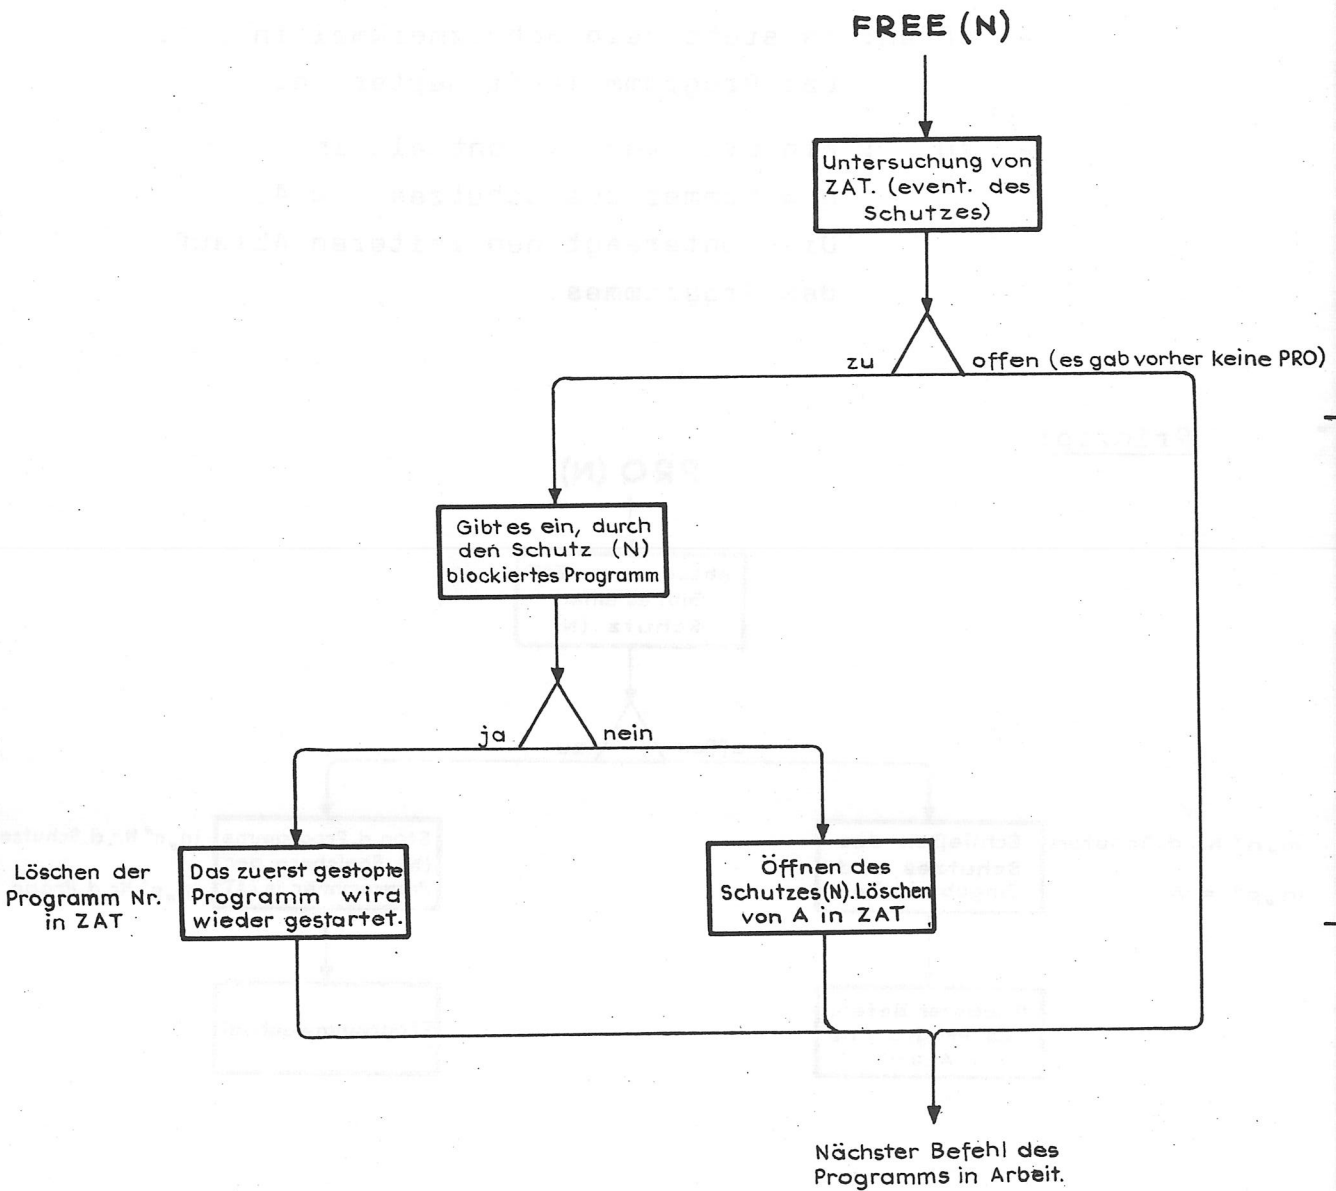 FREE (N)
Untersuchung von
ZAT. (event. des
Schutzes)
zu
offen (es gab vorher keine PRO)
Gibt es ein, durch
den Schutz (N)
blockiertes Programm
ja
nein
Löschen der
Programm Nr.
in ZAT
Das zuerst gestopte
Programm wird
wieder gestartet.
Öffnen des
Schutzes(N).Löschen
von A in ZAT
Nächster Befehl des
Programms in Arbeit.